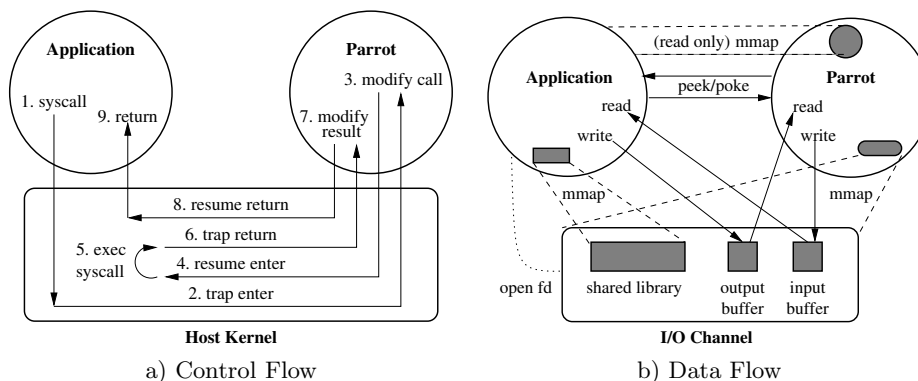 Application
Parrot
1. syscall
9. return
3. modify call
7. modify
result
8. resume return
6. trap return
5. exec
syscall
4. resume enter
2. trap enter
Host Kernel
a) Control Flow
(read only) mmap
Application
Parrot
peek/poke
read
read
write
write
mmap
mmap
open fd
shared library
output
buffer
input
buffer
I/O Channel
b) Data Flow